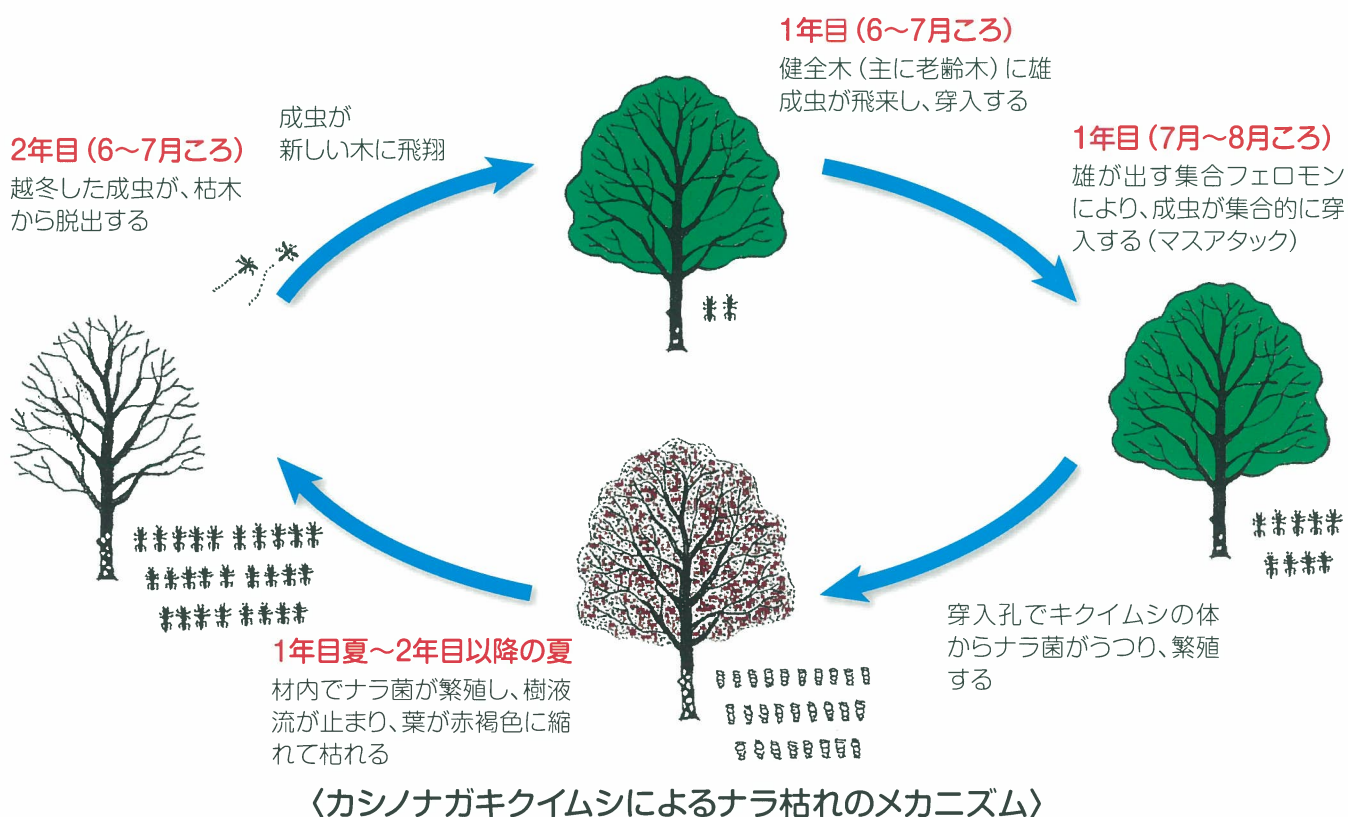 1年目（6～7月ころ）
健全木（主に老齢木）に雄
成虫が飛来し、穿入する
1年目（7月～8月ころ）
雄が出す集合フェロモン
により、成虫が集合的に穿
入する（マスアタック）
穿入孔でキクイムシの体
からナラ菌がうつり、繁殖
する
1年目夏～2年目以降の夏
材内でナラ菌が繁殖し、樹液
流が止まり、葉が赤褐色に縮
れて枯れる
2年目（6～7月ころ）
越冬した成虫が、枯木
から脱出する
成虫が
新しい木に飛翔
〈カシノナガキクイムシによるナラ枯れのメカニズム〉